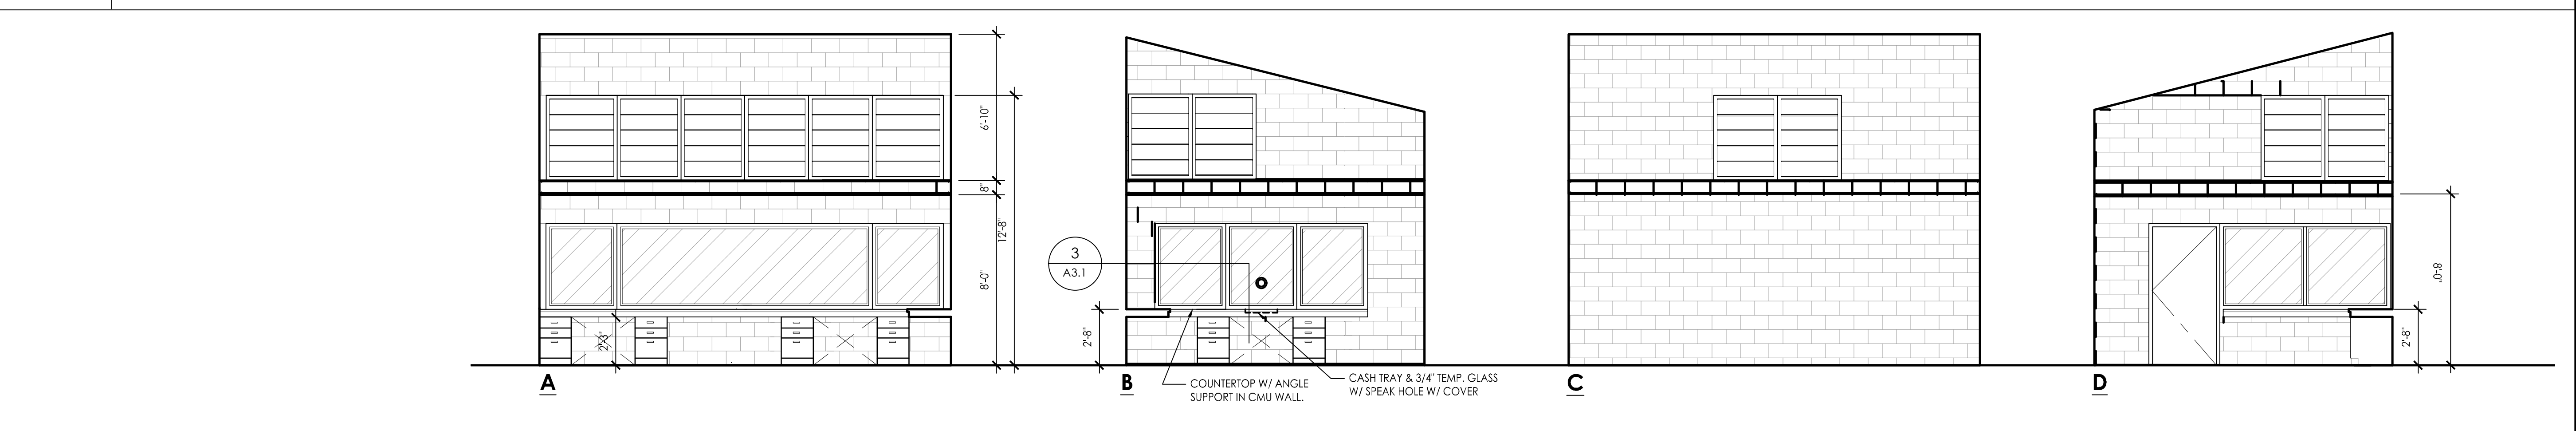 6'-10"
8"
12'-8"
8'-0"
2'-3"
3
A3.1
2'-8"
8'-0"
2'-8"
A
B
COUNTERTOP W/ ANGLE
SUPPORT IN CMU WALL.
CASH TRAY & 3/4" TEMP. GLASS
W/ SPEAK HOLE W/ COVER
C
D